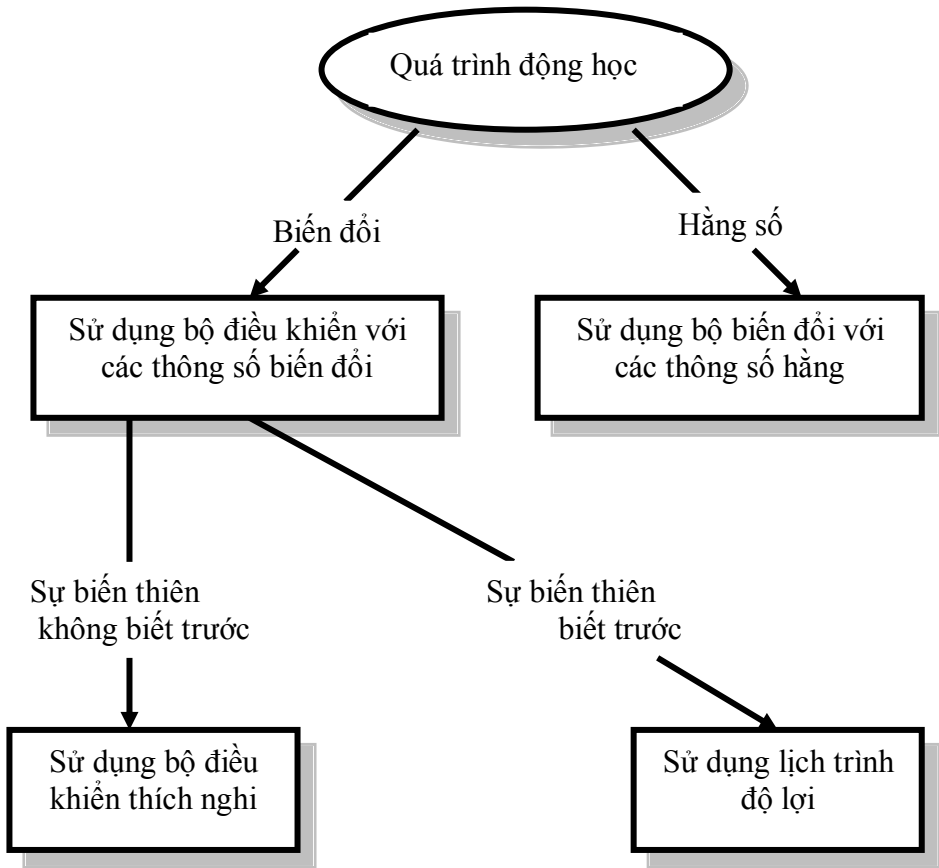 Quá trình động học
Biến đổi
Hằng số
Sử dụng bộ điều khiển với
các thông số biến đổi
Sử dụng bộ biến đổi với
các thông số hằng
Sự biến thiên
không biết trước
Sự biến thiên
biết trước
Sử dụng bộ điều
khiển thích nghi
Sử dụng lịch trình
độ lợi